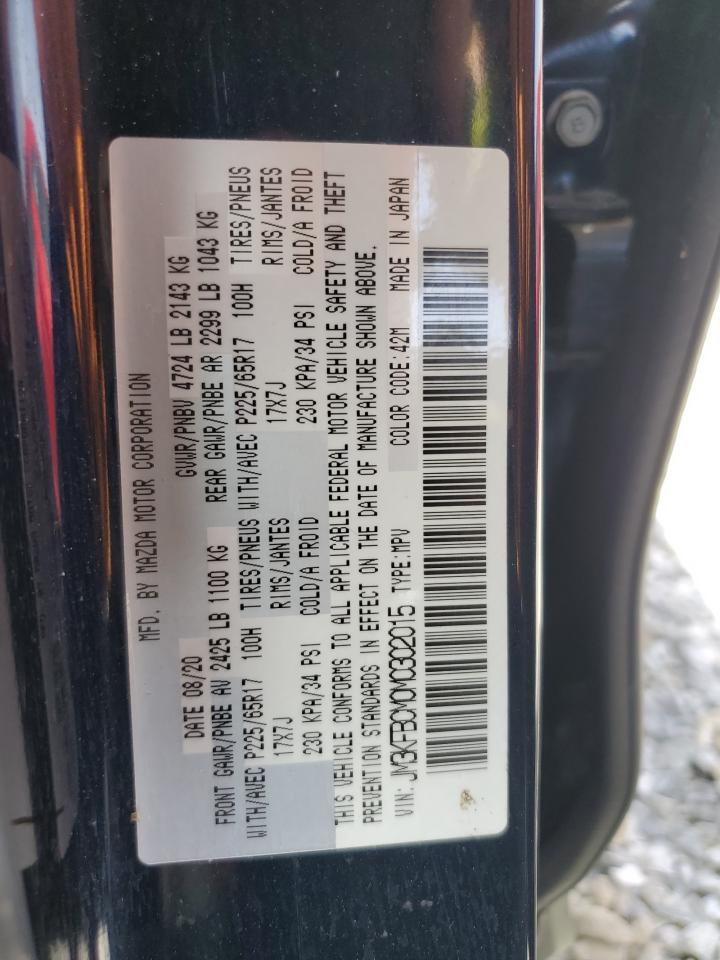 MFD. BY MAZDA MOTOR CORPORATION
DATE 08/20 GVWR/PNBV 4724 LB 2143 KG
FRONT GAWR/PNBE AV 2425 LB 1100 KG REAR GAWR/PNBE AR 2299 LB 1043 KG
WITH/AVEC P225/65R17 100H TIRES/PNEUS WITH/AVEC P225/65R17 100H TIRES/PNEUS
17X7J RIMS/JANTES 17X7J RIMS/JANTES
230 KPA/34 PSI COLD/A FROID 230 KPA/34 PSI COLD/A FROID
THIS VEHICLE CONFORMS TO ALL APPLICABLE FEDERAL MOTOR VEHICLE SAFETY AND THEFT
PREVENTION STANDARDS IN EFFECT ON THE DATE OF MANUFACTURE SHOWN ABOVE.
VIN: JM3KFBCM0M0302015 TYPE:MPV COLOR CODE:42M MADE IN JAPAN